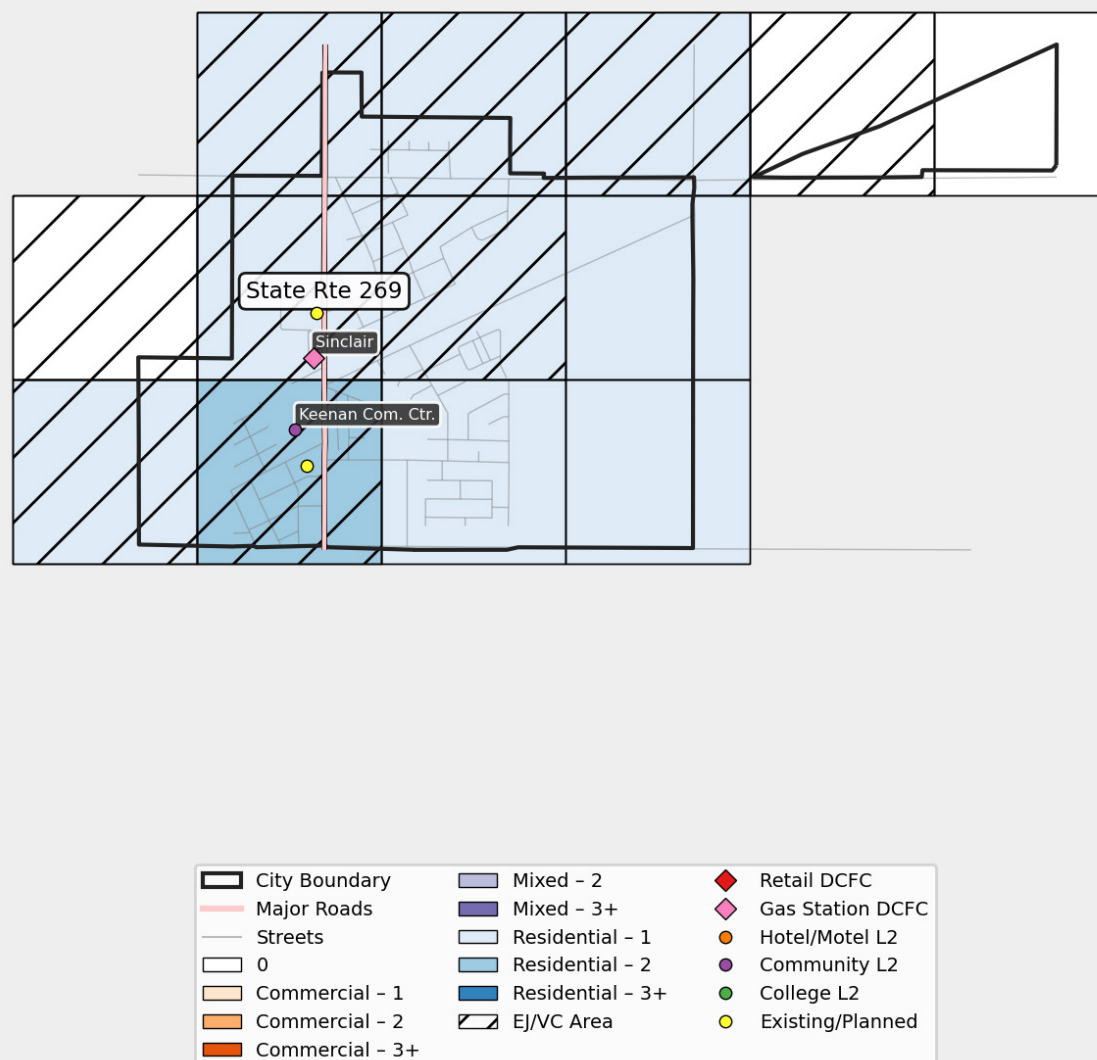 State Rte 269
Sinclair
Keenan Com. Ctr.
City Boundary
Major Roads
Streets
0
Commercial – 1
Commercial – 2
Commercial – 3+
Mixed – 2
Mixed – 3+
Residential – 1
Residential – 2
Residential – 3+
EJ/VC Area
Retail DCFC
Gas Station DCFC
Hotel/Motel L2
Community L2
College L2
Existing/Planned